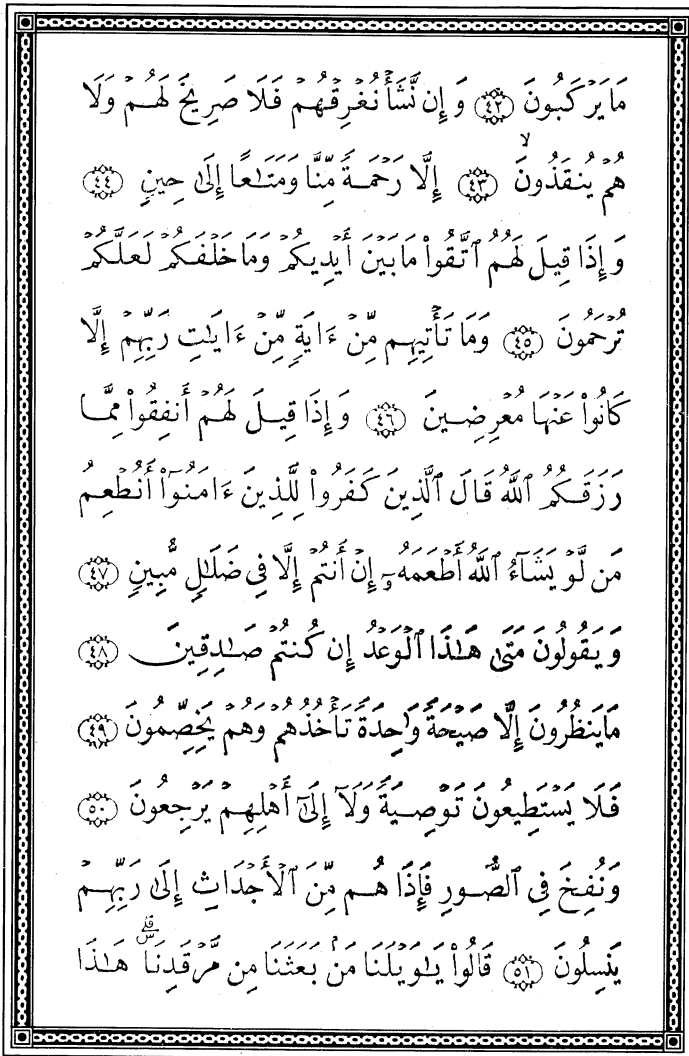 مَا يَرْكَبُونَ ﴿٤٢﴾ وَإِن نَّشَأْ نُغْرِقْهُمْ فَلَا صَرِيخَ لَهُمْ وَلَا
هُمْ يُنقَذُونَ ۙ ﴿٤٣﴾ إِلَّا رَحْمَةً مِّنَّا وَمَتَـٰعًا إِلَىٰ حِينٍ ﴿٤٤﴾
وَإِذَا قِيلَ لَهُمُ ٱتَّقُوا۟ مَا بَيْنَ أَيْدِيكُمْ وَمَا خَلْفَكُمْ لَعَلَّكُمْ
تُرْحَمُونَ ﴿٤٥﴾ وَمَا تَأْتِيهِم مِّنْ ءَايَةٍ مِّنْ ءَايَـٰتِ رَبِّهِمْ إِلَّا
كَانُوا۟ عَنْهَا مُعْرِضِينَ ﴿٤٦﴾ وَإِذَا قِيلَ لَهُمْ أَنفِقُوا۟ مِمَّا
رَزَقَكُمُ ٱللَّهُ قَالَ ٱلَّذِينَ كَفَرُوا۟ لِلَّذِينَ ءَامَنُوٓا۟ أَنُطْعِمُ
مَن لَّوْ يَشَآءُ ٱللَّهُ أَطْعَمَهُۥٓ إِنْ أَنتُمْ إِلَّا فِى ضَلَـٰلٍ مُّبِينٍ ﴿٤٧﴾
وَيَقُولُونَ مَتَىٰ هَـٰذَا ٱلْوَعْدُ إِن كُنتُمْ صَـٰدِقِينَ ﴿٤٨﴾
مَا يَنظُرُونَ إِلَّا صَيْحَةً وَٰحِدَةً تَأْخُذُهُمْ وَهُمْ يَخِصِّمُونَ ﴿٤٩﴾
فَلَا يَسْتَطِيعُونَ تَوْصِيَةً وَلَآ إِلَىٰٓ أَهْلِهِمْ يَرْجِعُونَ ﴿٥٠﴾
وَنُفِخَ فِى ٱلصُّورِ فَإِذَا هُم مِّنَ ٱلْأَجْدَاثِ إِلَىٰ رَبِّهِمْ
يَنسِلُونَ ﴿٥١﴾ قَالُوا۟ يَـٰوَيْلَنَا مَنۢ بَعَثَنَا مِن مَّرْقَدِنَا ۜ ۗ هَـٰذَا